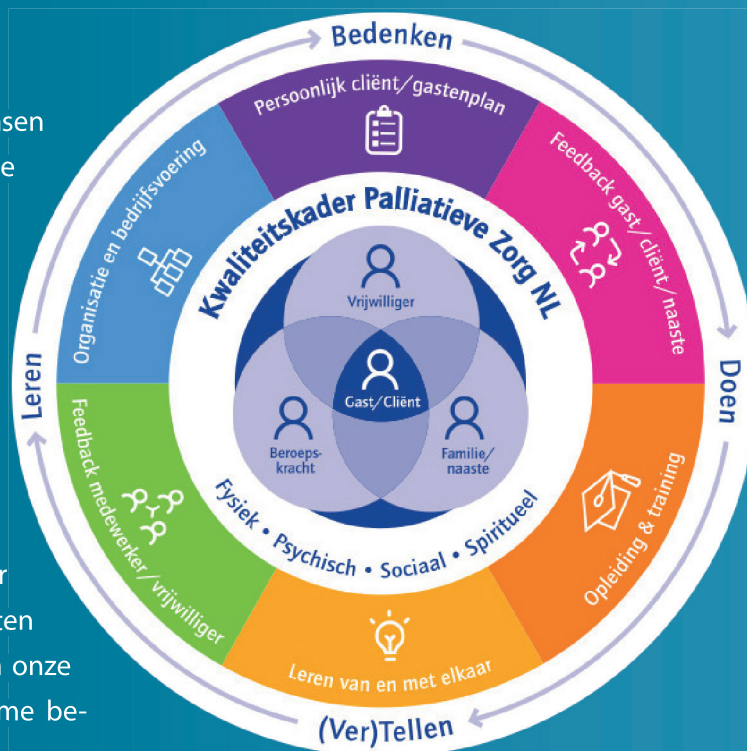 Bedenken
Doen
(Ver)Tellen
Leren
Persoonlijk cliënt/gastenplan
Feedback gast/cliënt/
naaste
Opleiding & training
Leren van en met elkaar
Feedback medewerker/vrijwilliger
Organisatie en bedrijfsvoering
Kwaliteitskader Palliatieve Zorg NL
Vrijwilliger
Gast/Cliënt
Beroeps-
kracht
Familie/
naaste
Fysiek • Psychisch • Sociaal • Spiritueel
onze
me be-